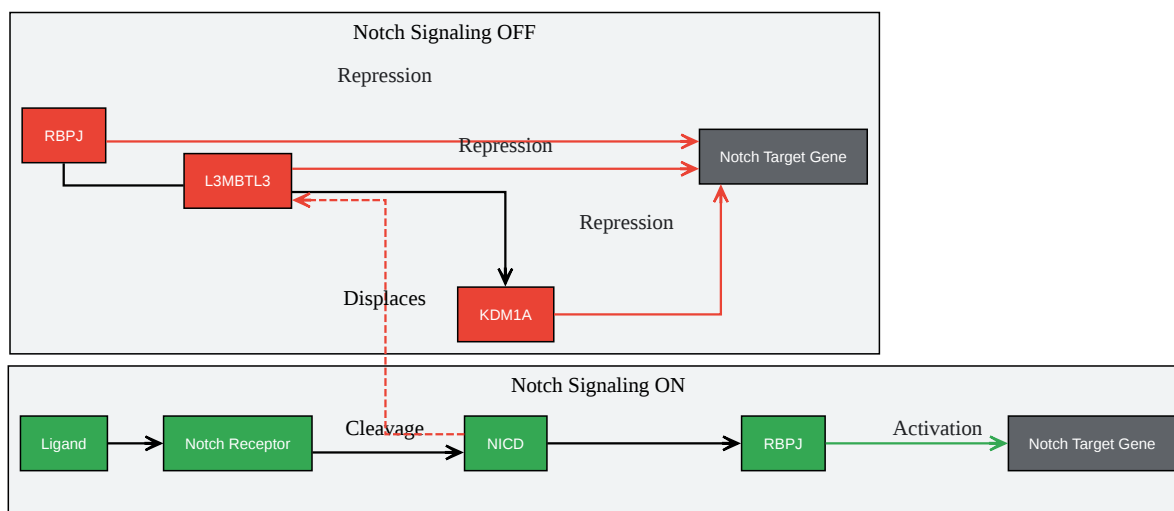 Notch Signaling OFF
Repression
RBPJ
Repression
Notch Target Gene
L3MBTL3
Repression
Displaces
KDM1A
Notch Signaling ON
Ligand
Notch Receptor
Cleavage
NICD
RBPJ
Activation
Notch Target Gene